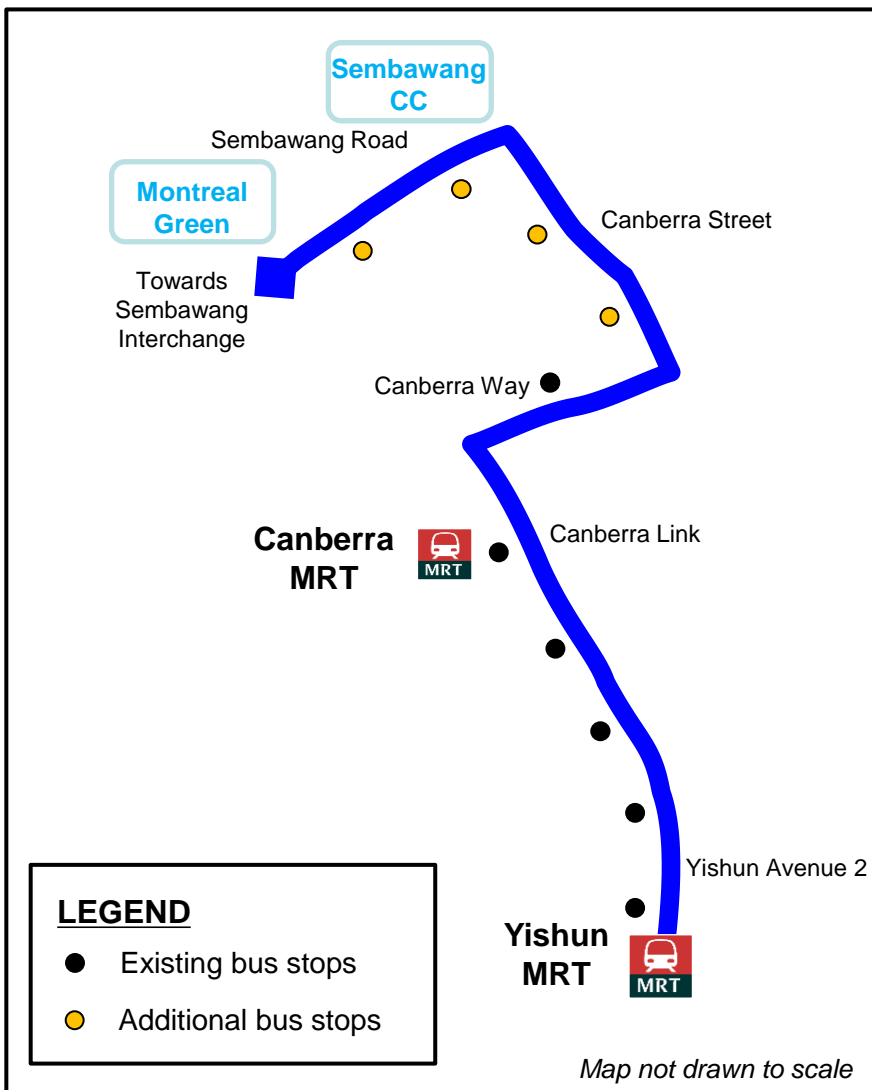 Sembawang
CC
Sembawang Road
Montreal
Green
Canberra Street
Towards
Sembawang
Interchange
Canberra Way
Canberra Link
Canberra
MRT
MRT
Yishun Avenue 2
Yishun
MRT
MRT
LEGEND
Existing bus stops
Additional bus stops
Map not drawn to scale